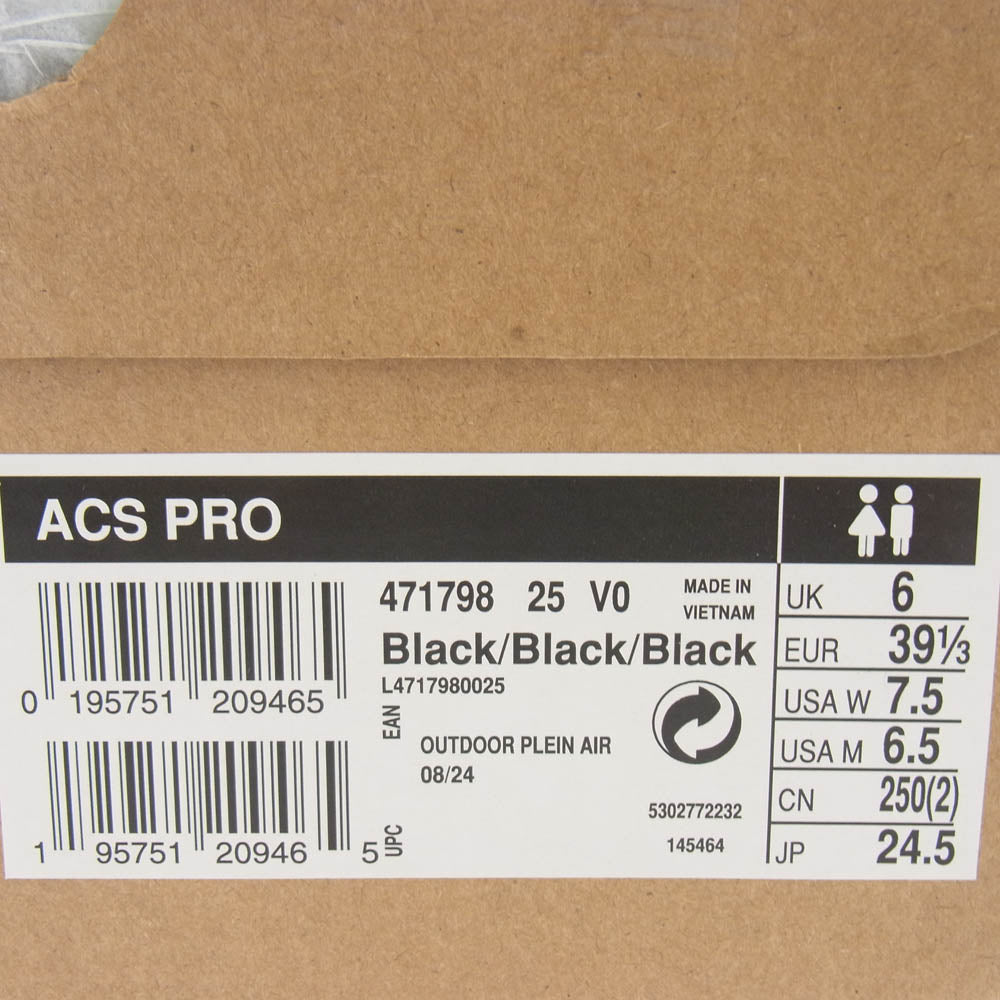 ACS PRO
471798 25 V0
MADE IN
VIETNAM
Black/Black/Black
L4717980025
0 195751 209465
EAN
OUTDOOR PLEIN AIR
08/24
5302772232
145464
1 95751 20946 5
UPC
UK 6
EUR 39⅓
USA W 7.5
USA M 6.5
CN 250(2)
JP 24.5